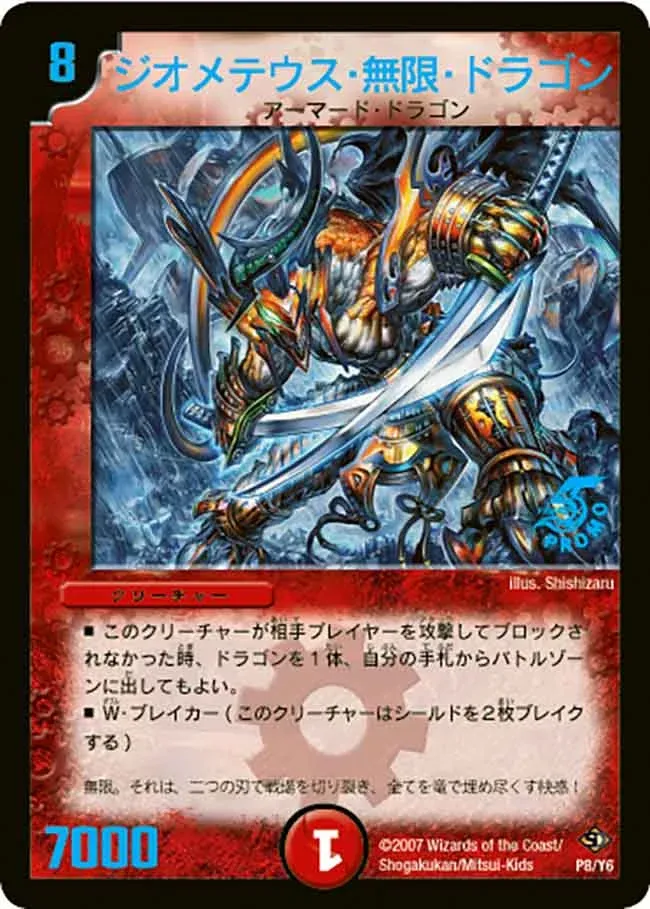 8
ジオメテウス・無限・ドラゴン
アーマード・ドラゴン
PROMO
illus. Shishizaru
クリーチャー
■ このクリーチャーが相手プレイヤーを攻撃してブロックさ
れなかった時、ドラゴンを１体、自分の手札からバトルゾー
ンに出してもよい。
■ W・ブレイカー（このクリーチャーはシールドを２枚ブレイク
する）
無限。それは、二つの刃で戦場を切り裂き、全てを竜で埋め尽くす快感！
7000
1
©2007 Wizards of the Coast/
Shogakukan/Mitsui-Kids
P8/Y6